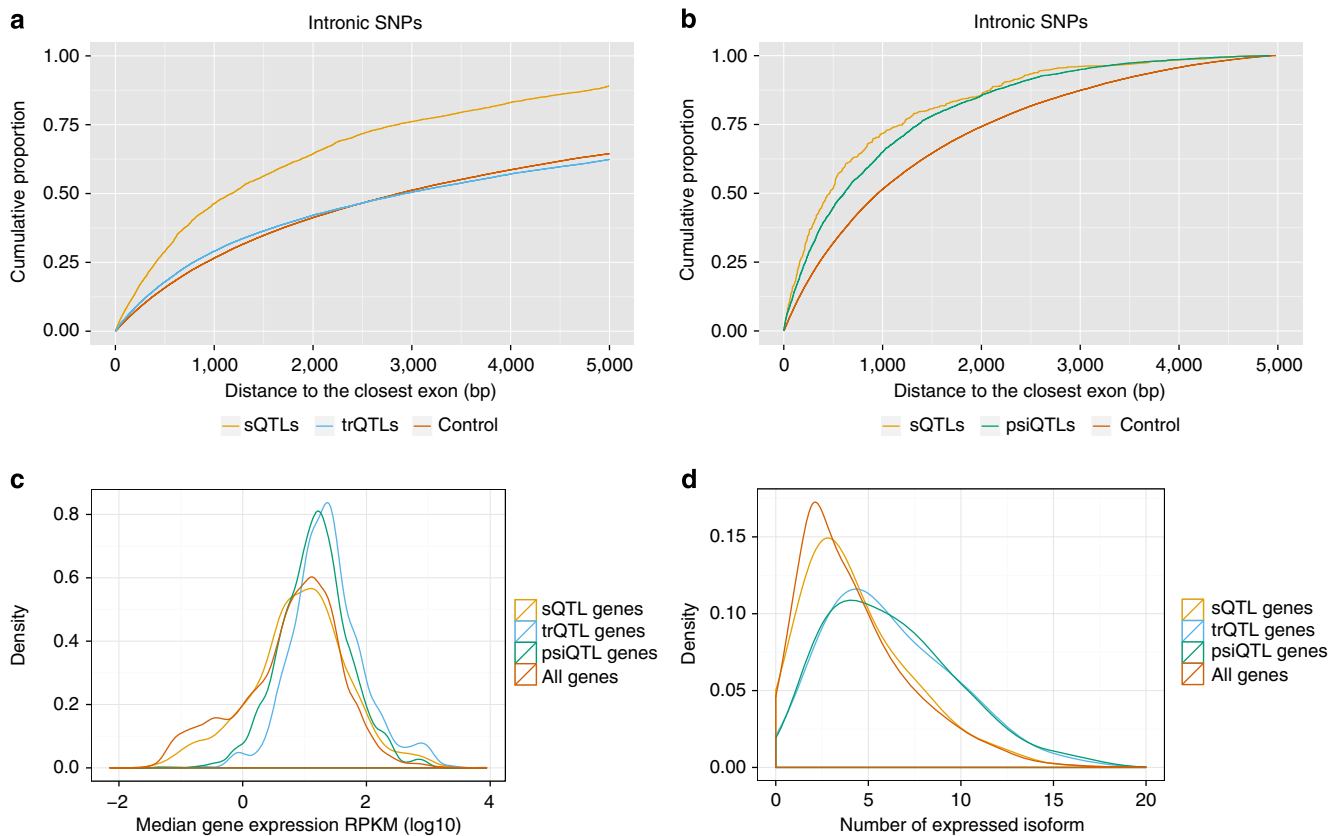 a
Intronic SNPs
1.00
0.75
0.50
0.25
0.00
Cumulative proportion
0 1,000 2,000 3,000 4,000 5,000
Distance to the closest exon (bp)
sQTLs trQTLs Control
b
Intronic SNPs
1.00
0.75
0.50
0.25
0.00
Cumulative proportion
0 1,000 2,000 3,000 4,000 5,000
Distance to the closest exon (bp)
sQTLs psiQTLs Control
c
0.8
0.6
0.4
0.2
0.0
Density
−2 0 2 4
Median gene expression RPKM (log10)
sQTL genes
trQTL genes
psiQTL genes
All genes
d
0.15
0.10
0.05
0.00
Density
0 5 10 15 20
Number of expressed isoform
sQTL genes
trQTL genes
psiQTL genes
All genes